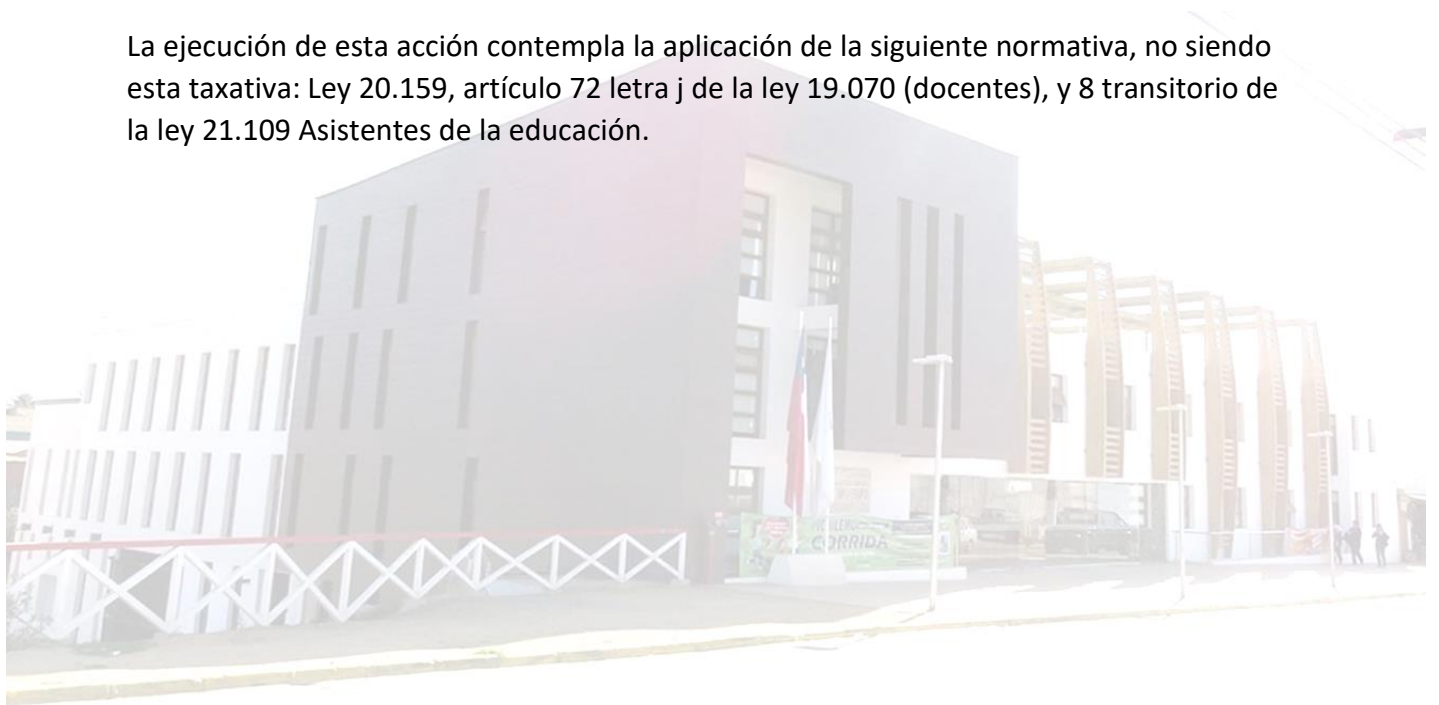 La ejecución de esta acción contempla la aplicación de la siguiente normativa, no siendo
esta taxativa: Ley 20.159, artículo 72 letra j de la ley 19.070 (docentes), y 8 transitorio de
la ley 21.109 Asistentes de la educación.
CORRIDA